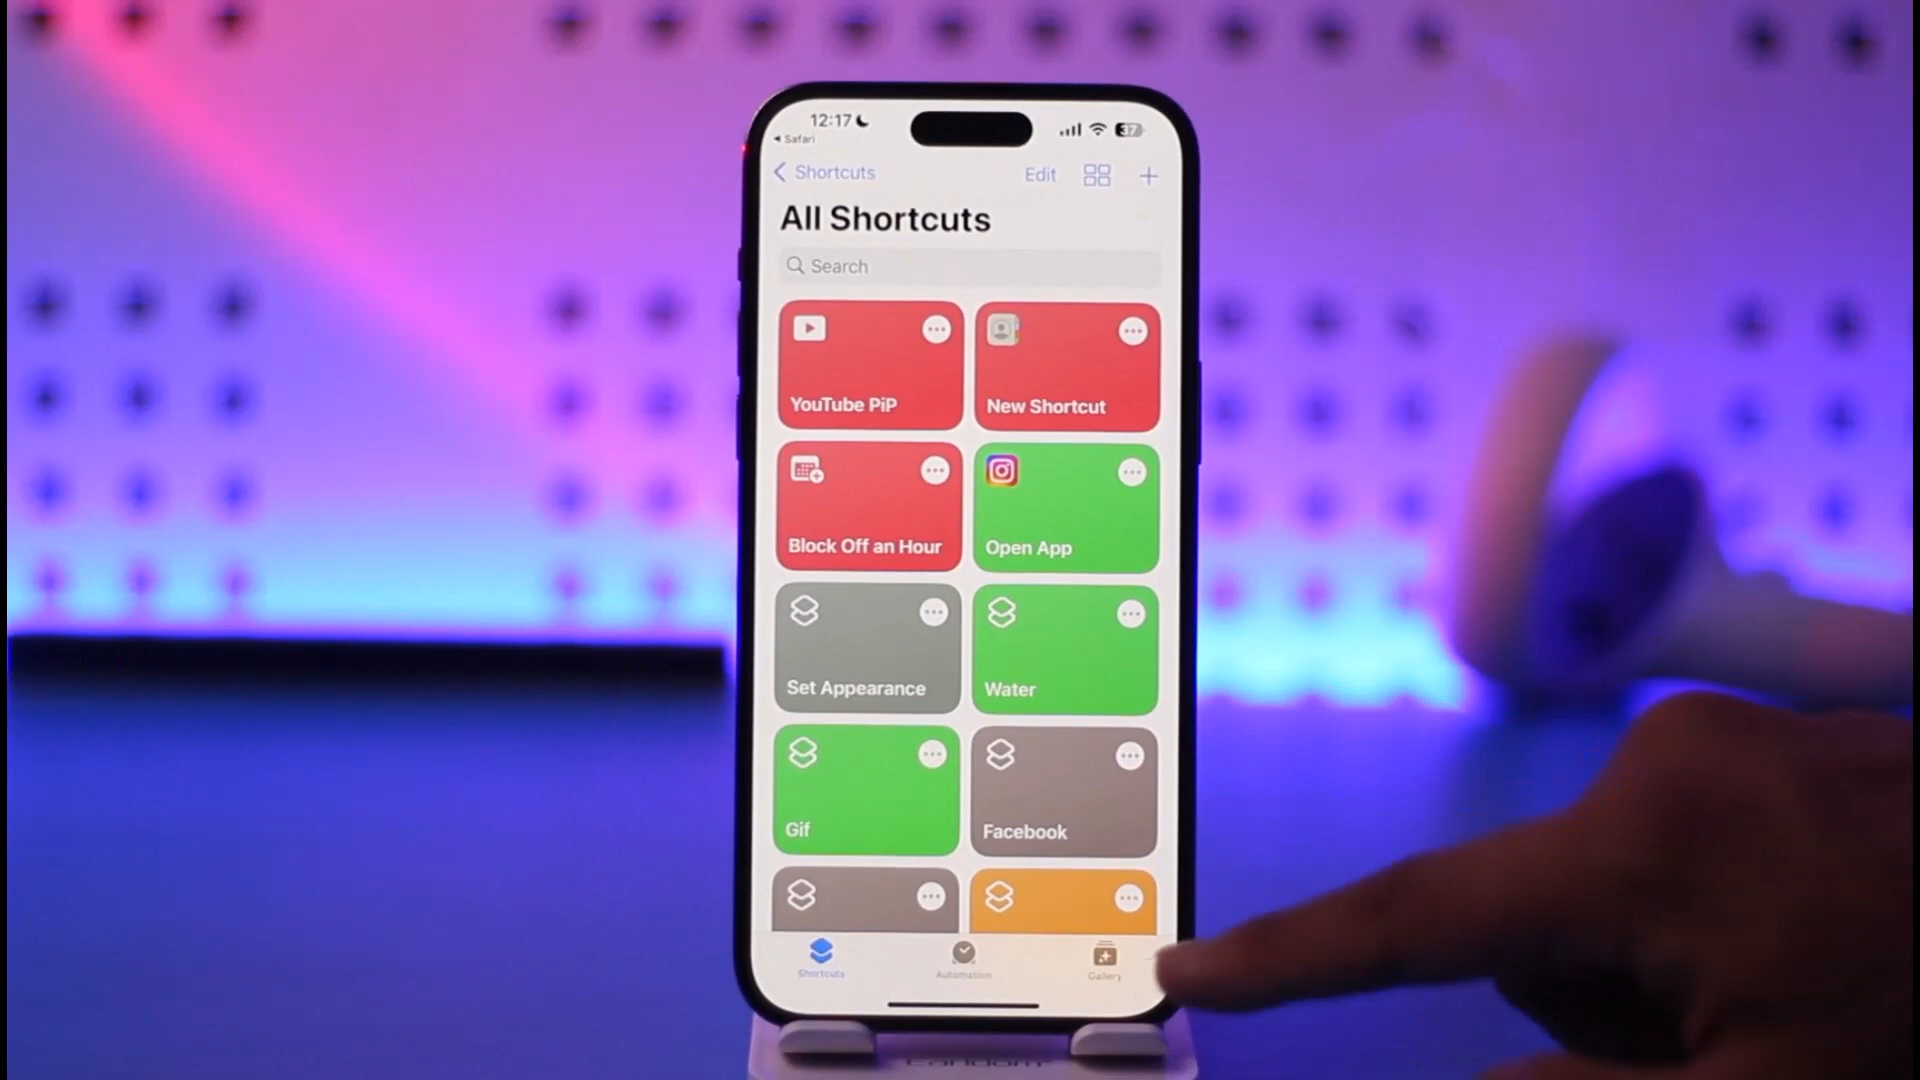 12:17
Safari
37
Shortcuts
Edit
All Shortcuts
Search
YouTube PiP
New Shortcut
Block Off an Hour
Open App
Set Appearance
Water
Gif
Facebook
Shortcuts
Automation
Gallery